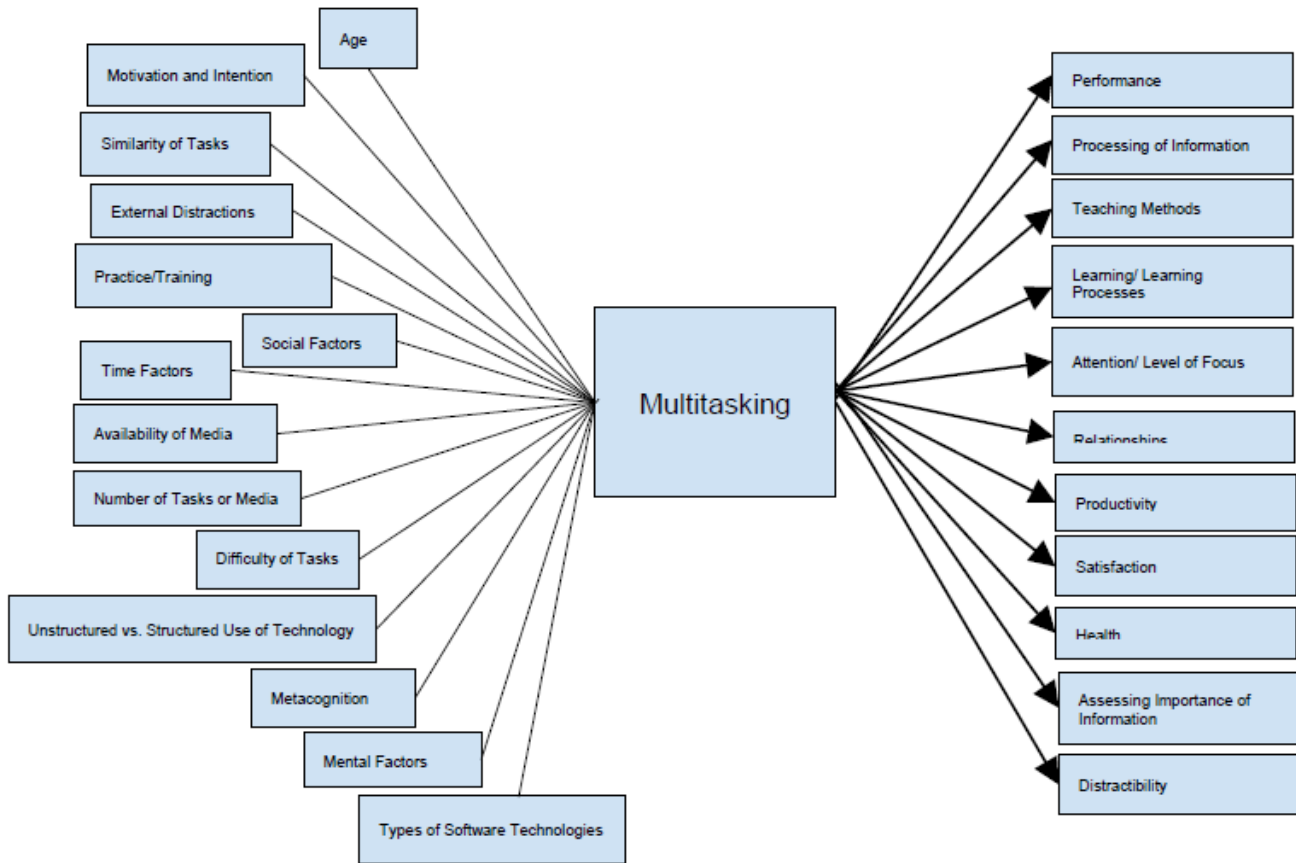 Age
Motivation and Intention
Similarity of Tasks
External Distractions
Practice/Training
Social Factors
Time Factors
Availability of Media
Number of Tasks or Media
Difficulty of Tasks
Unstructured vs. Structured Use of Technology
Metacognition
Mental Factors
Types of Software Technologies
Multitasking
Performance
Processing of Information
Teaching Methods
Learning/ Learning
Processes
Attention/ Level of Focus
Relationships
Productivity
Satisfaction
Health
Assessing Importance of
Information
Distractibility